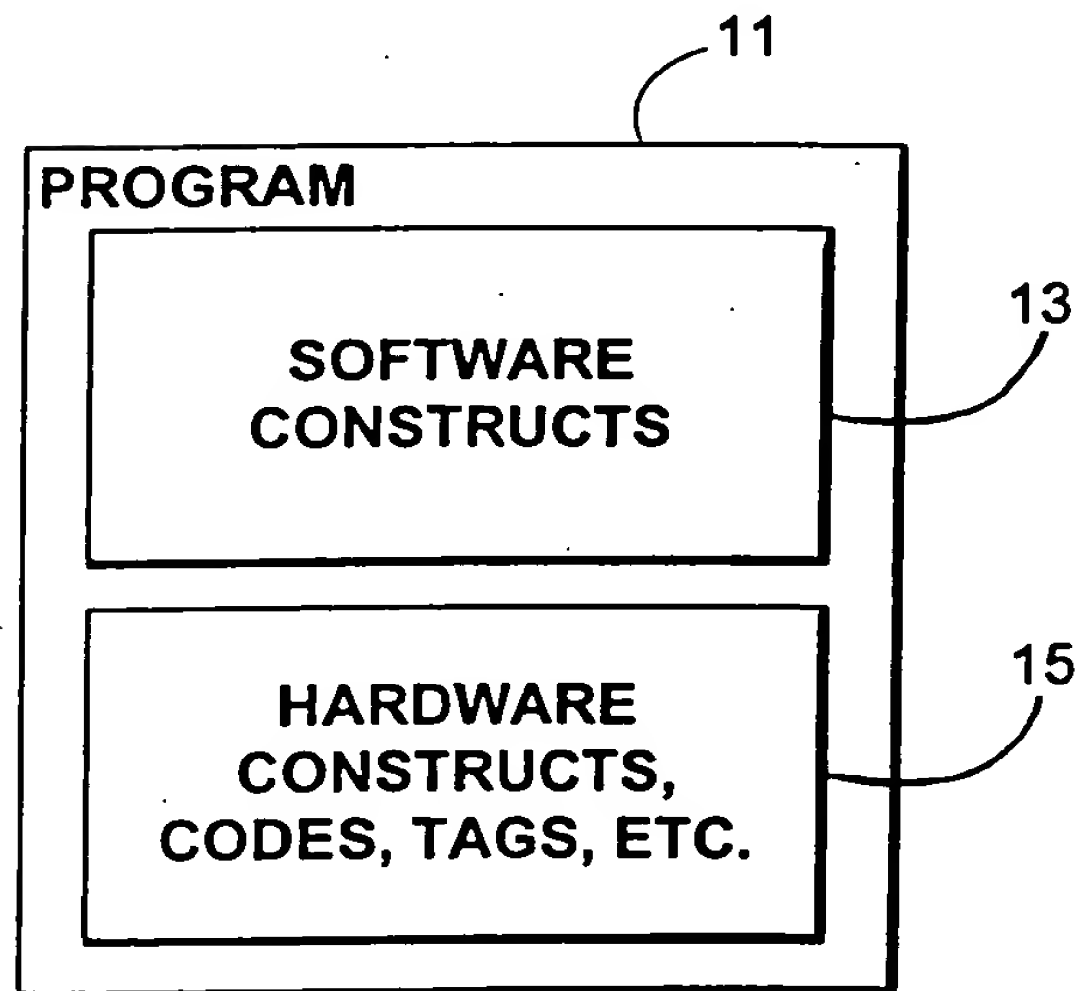 11
PROGRAM
SOFTWARE
CONSTRUCTS
13
HARDWARE
CONSTRUCTS,
CODES, TAGS, ETC.
15